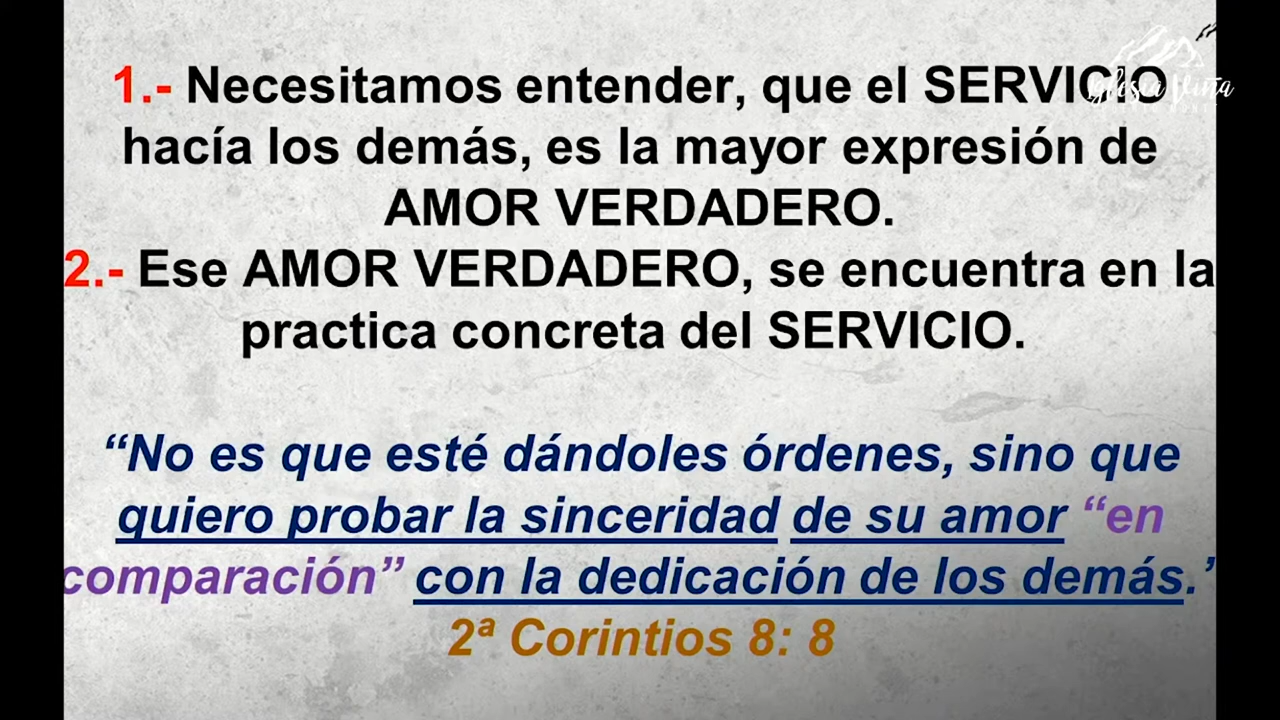 1.- Necesitamos entender, que el SERVICIO
hacía los demás, es la mayor expresión de
AMOR VERDADERO.
2.- Ese AMOR VERDADERO, se encuentra en la
practica concreta del SERVICIO.
“No es que esté dándoles órdenes, sino que
quiero probar la sinceridad de su amor “en
comparación” con la dedicación de los demás.’
2ª Corintios 8: 8
Iglesia Viña